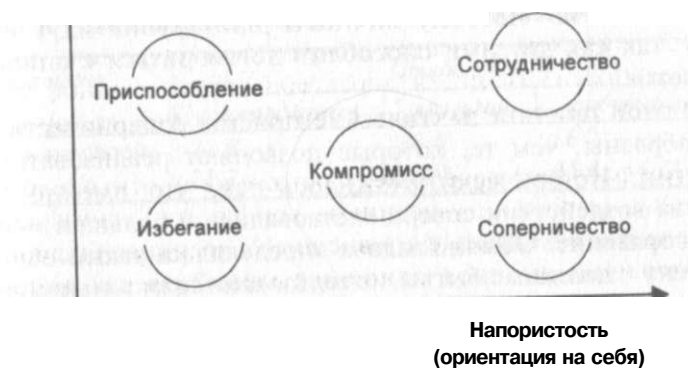 Сотрудничество
Приспособление
Компромисс
Избегание
Соперничество
Напористость
(ориентация на себя)